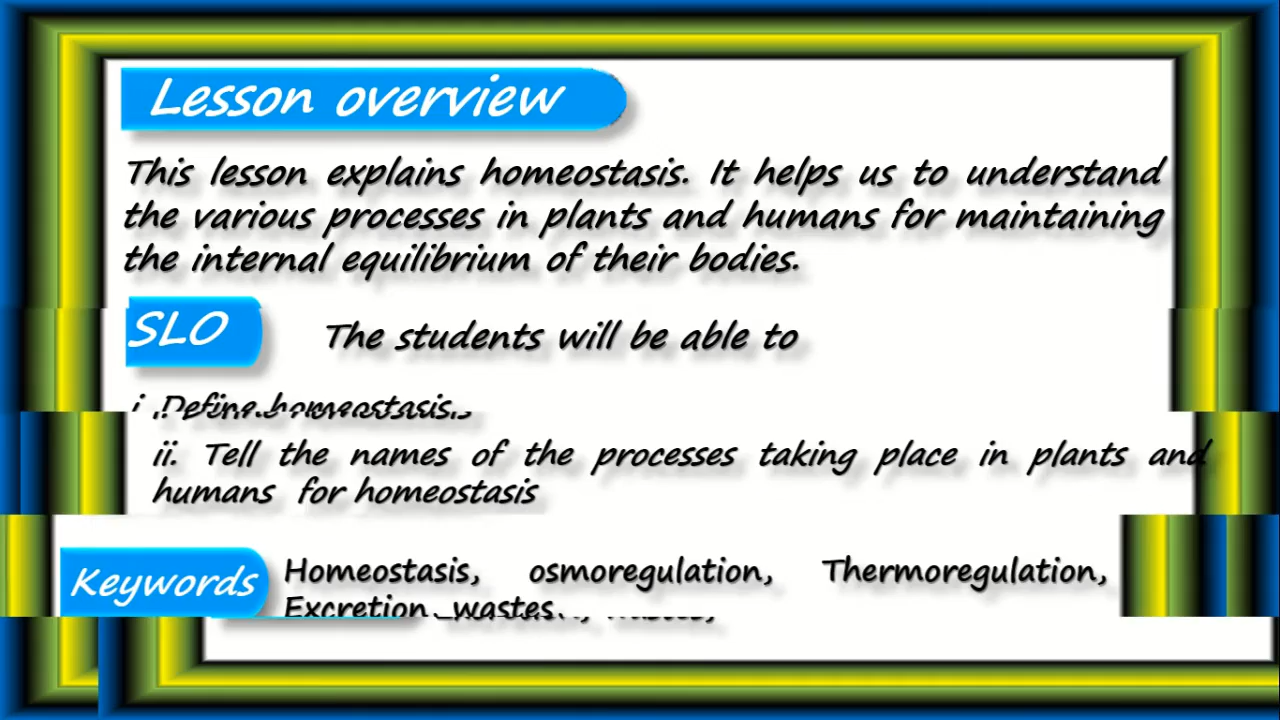 Lesson overview
This lesson explains homeostasis. It helps us to understand
the various processes in plants and humans for maintaining
the internal equilibrium of their bodies.
SLO The students will be able to
i. Define homeostasis.
ii. Tell the names of the processes taking place in plants and
humans for homeostasis
Keywords Homeostasis, osmoregulation, Thermoregulation,
Excretion, wastes,